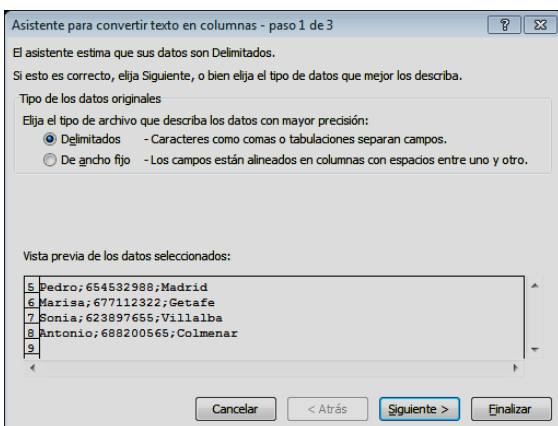 Asistente para convertir texto en columnas - paso 1 de 3
El asistente estima que sus datos son Delimitados.
Si esto es correcto, elija Siguiente, o bien elija el tipo de datos que mejor los describa.
Tipo de los datos originales
Elija el tipo de archivo que describa los datos con mayor precisión:
Delimitados - Caracteres como comas o tabulaciones separan campos.
De ancho fijo - Los campos están alineados en columnas con espacios entre uno y otro.
Vista previa de los datos seleccionados:
5 Pedro;654532988;Madrid
6 Marisa;677112322;Getafe
7 Sonia;623897655;Villalba
8 Antonio;688200565;Colmenar
9
Cancelar < Atrás Siguiente > Finalizar